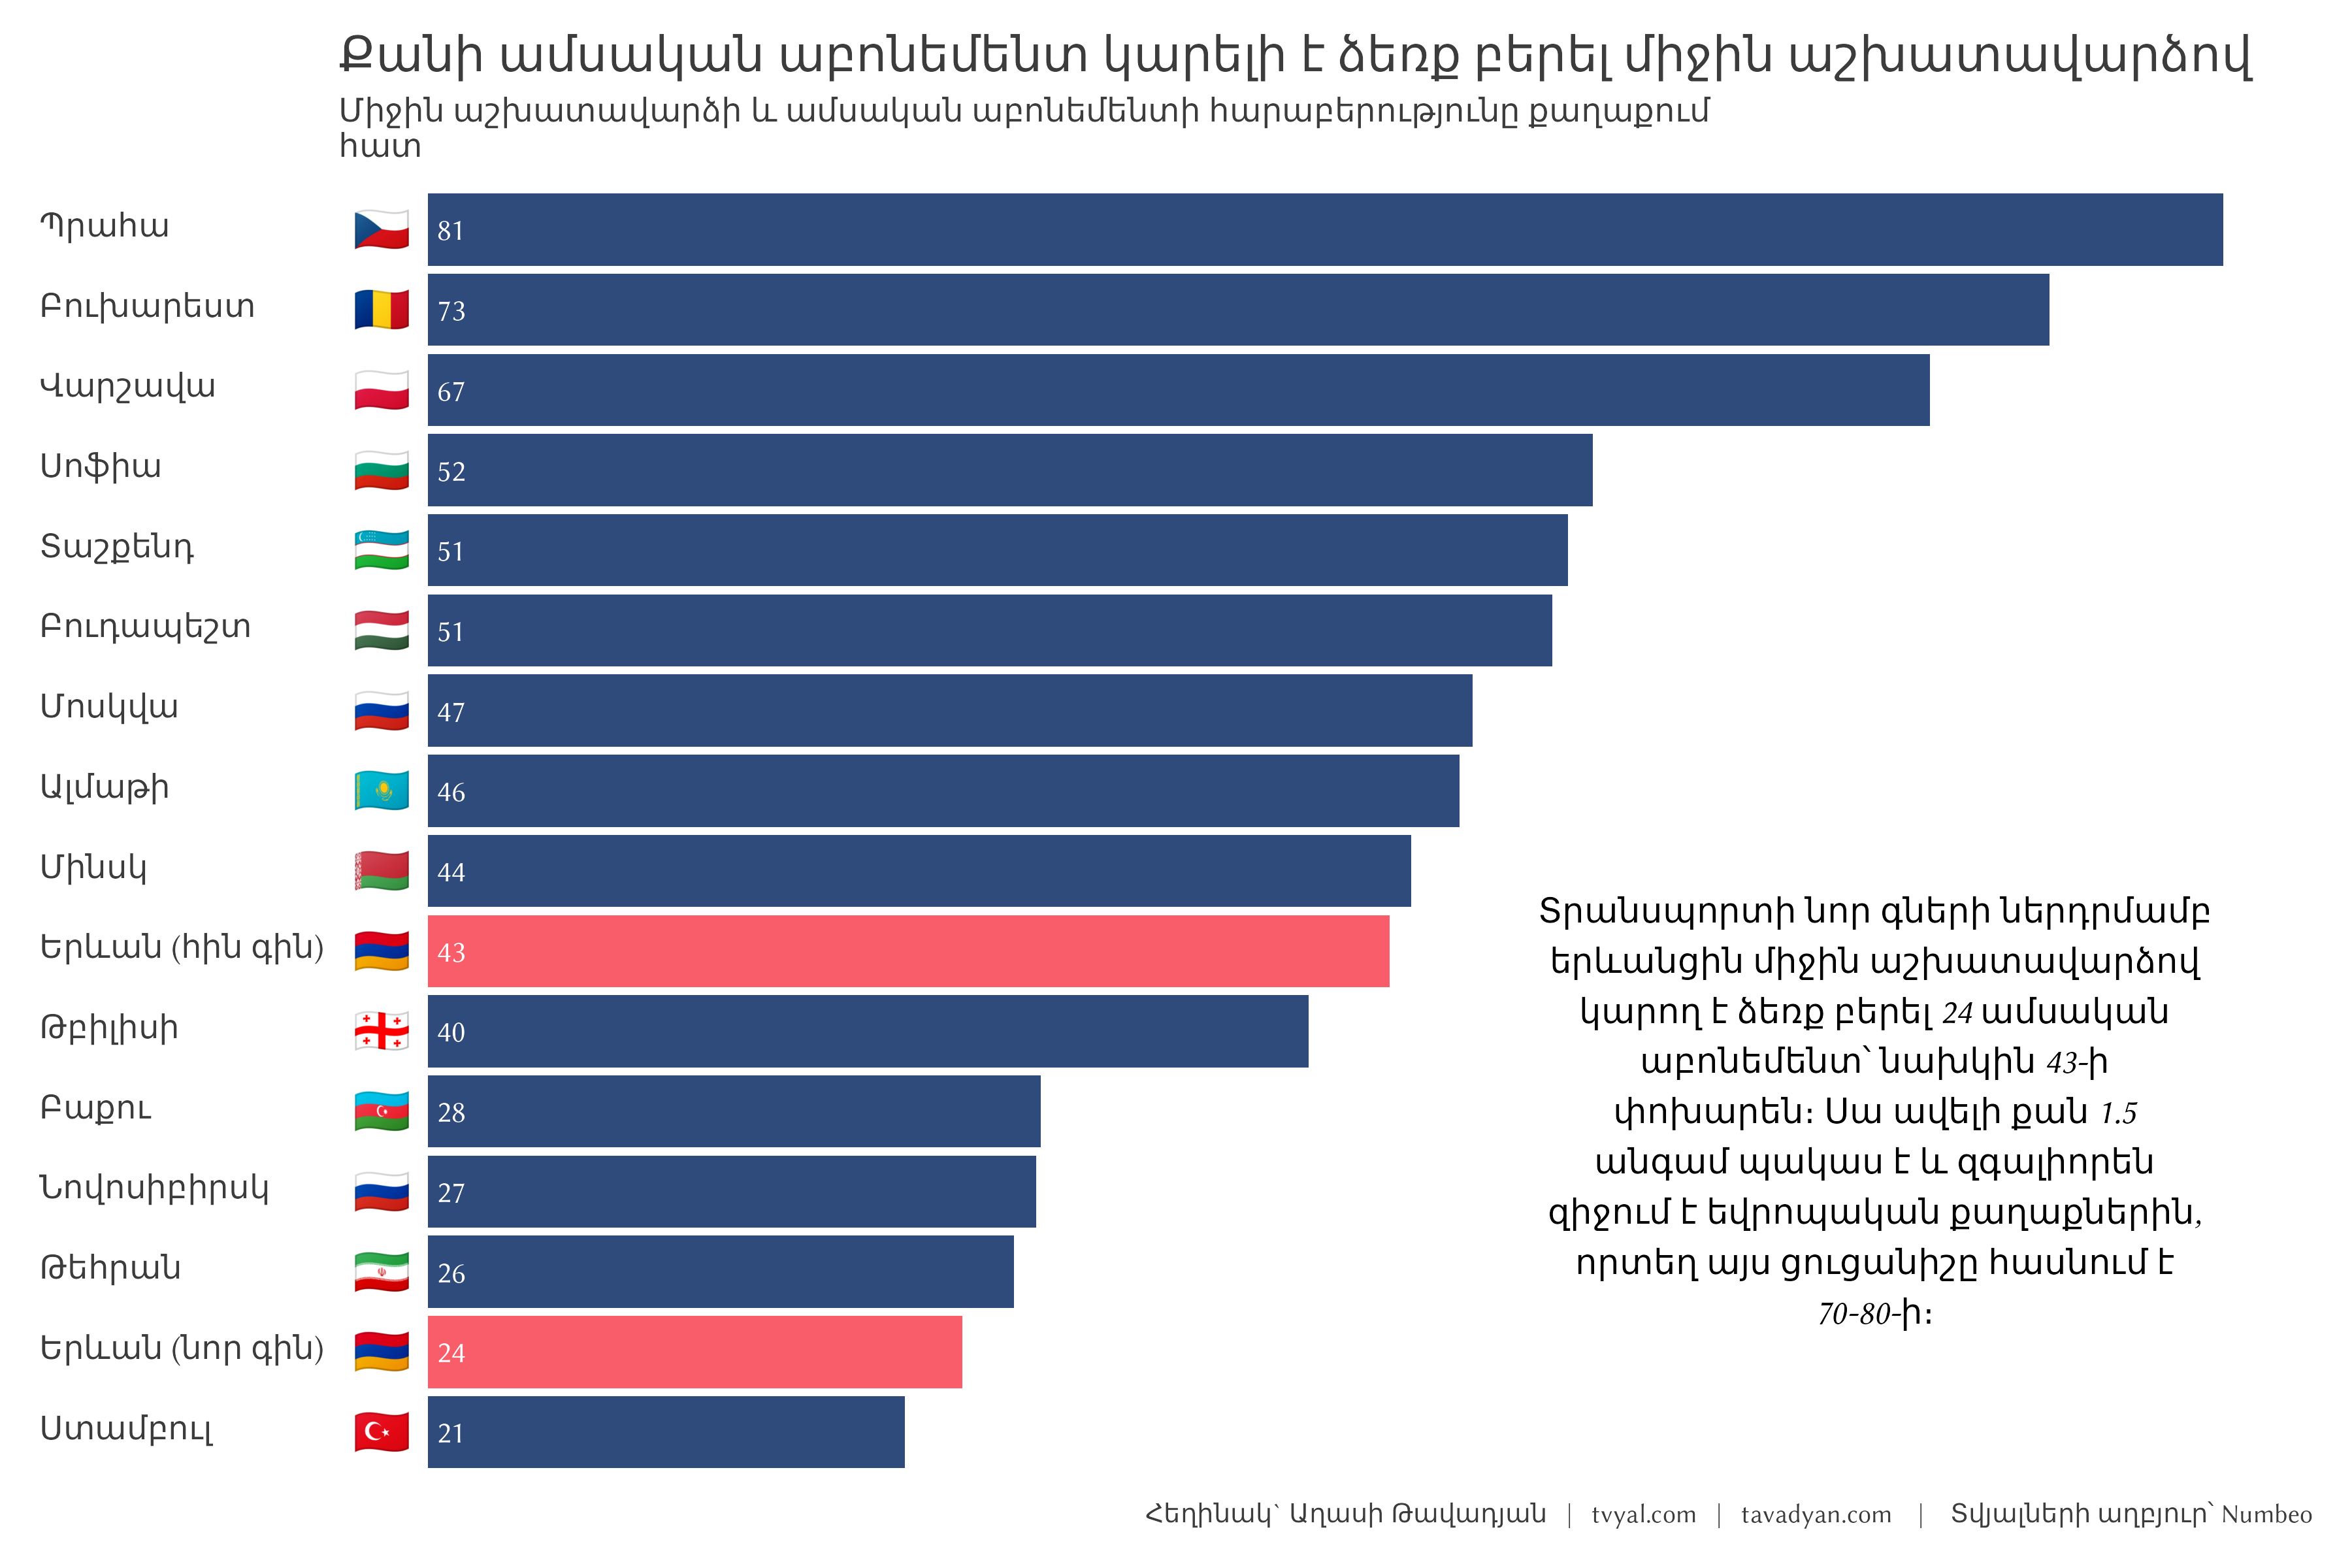 Քանի ամսական աբոնեմենտ կարելի է ձեռք բերել միջին աշխատավարձով
Միջին աշխատավարձի և ամսական աբոնեմենտի հարաբերությունը քաղաքում
հատ
Պրահա 81
Բուխարեստ 73
Վարշավա 67
Սոֆիա 52
Տաշքենդ 51
Բուդապեշտ 51
Մոսկվա 47
Ալմաթի 46
Մինսկ 44
Երևան (հին գին) 43
Թբիլիսի 40
Բաքու 28
Նովոսիբիրսկ 27
Թեհրան 26
Երևան (նոր գին) 24
Ստամբուլ 21
Տրանսպորտի նոր գների ներդրմամբ
երևանցին միջին աշխատավարձով
կարող է ձեռք բերել 24 ամսական
աբոնեմենտ՝ նախկին 43-ի
փոխարեն։ Սա ավելի քան 1.5
անգամ պակաս է և զգալիորեն
զիջում է եվրոպական քաղաքներին,
որտեղ այս ցուցանիշը հասնում է
70-80-ի։
Հեղինակ` Աղասի Թավադյան | tvyal.com | tavadyan.com | Տվյալների աղբյուր՝ Numbeo